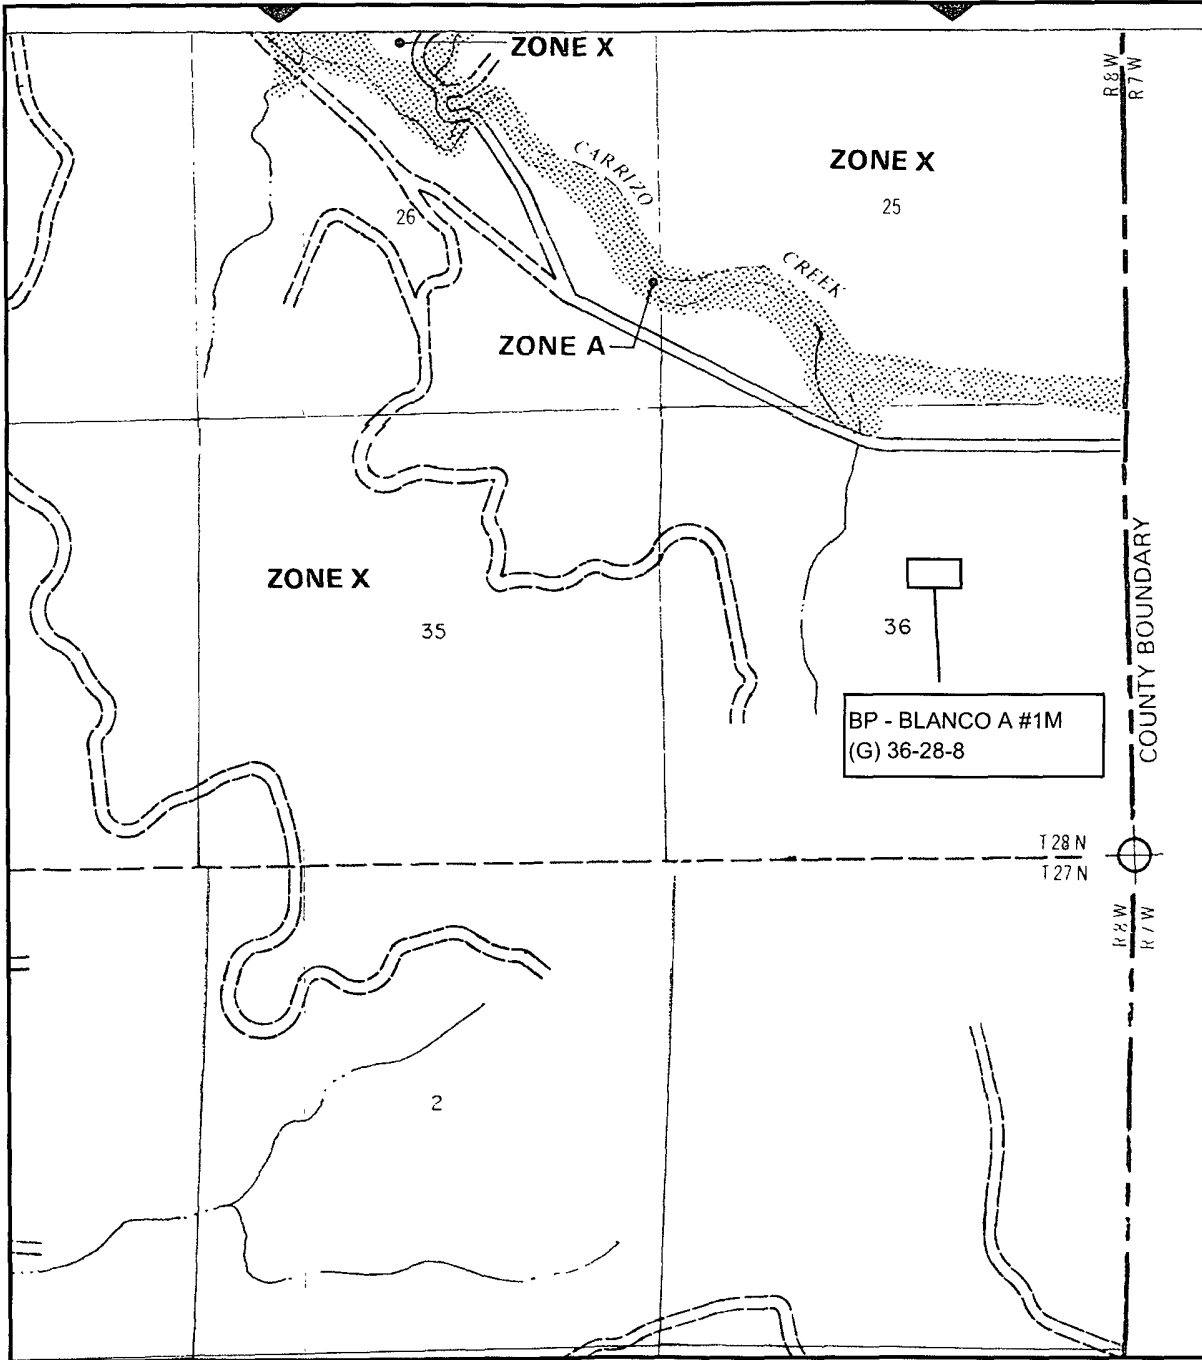 ZONE X
R8W
R7W
CARRIZO
ZONE X
25
26
CREEK
ZONE A
ZONE X
35
36
COUNTY BOUNDARY
BP - BLANCO A #1M
(G) 36-28-8
T28N
T27N
R8W
R7W
2